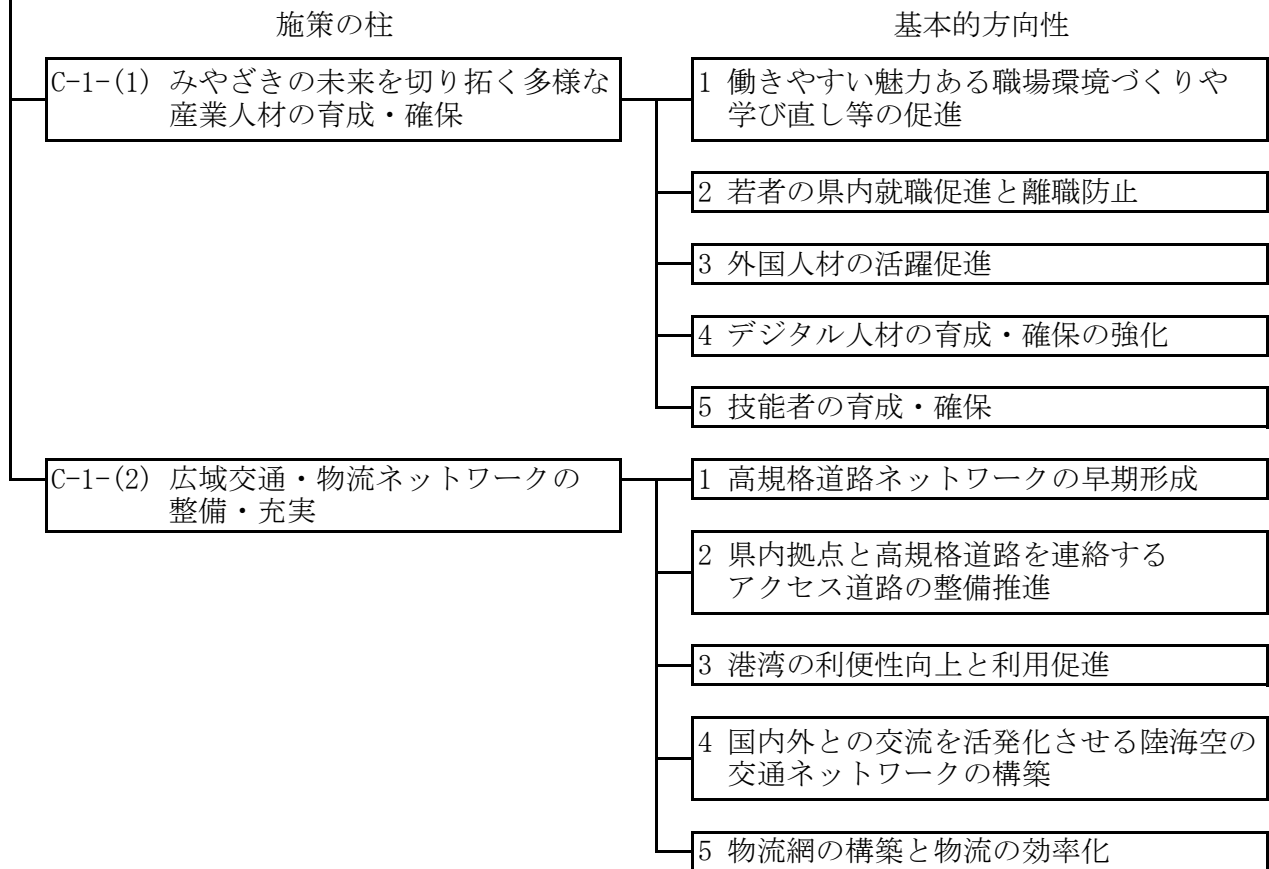 施策の柱
基本的方向性
C-1-(1) みやざきの未来を切り拓く多様な
産業人材の育成・確保
1 働きやすい魅力ある職場環境づくりや
学び直し等の促進
2 若者の県内就職促進と離職防止
3 外国人材の活躍促進
4 デジタル人材の育成・確保の強化
5 技能者の育成・確保
C-1-(2) 広域交通・物流ネットワークの
整備・充実
1 高規格道路ネットワークの早期形成
2 県内拠点と高規格道路を連絡する
アクセス道路の整備推進
3 港湾の利便性向上と利用促進
4 国内外との交流を活発化させる陸海空の
交通ネットワークの構築
5 物流網の構築と物流の効率化